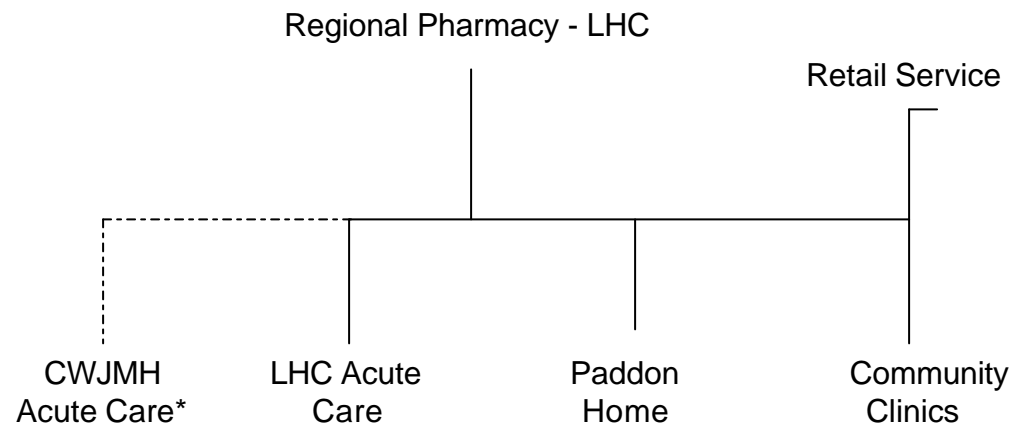 Regional Pharmacy - LHC
Retail Service
CWJMH
Acute Care*
LHC Acute
Care
Paddon
Home
Community
Clinics